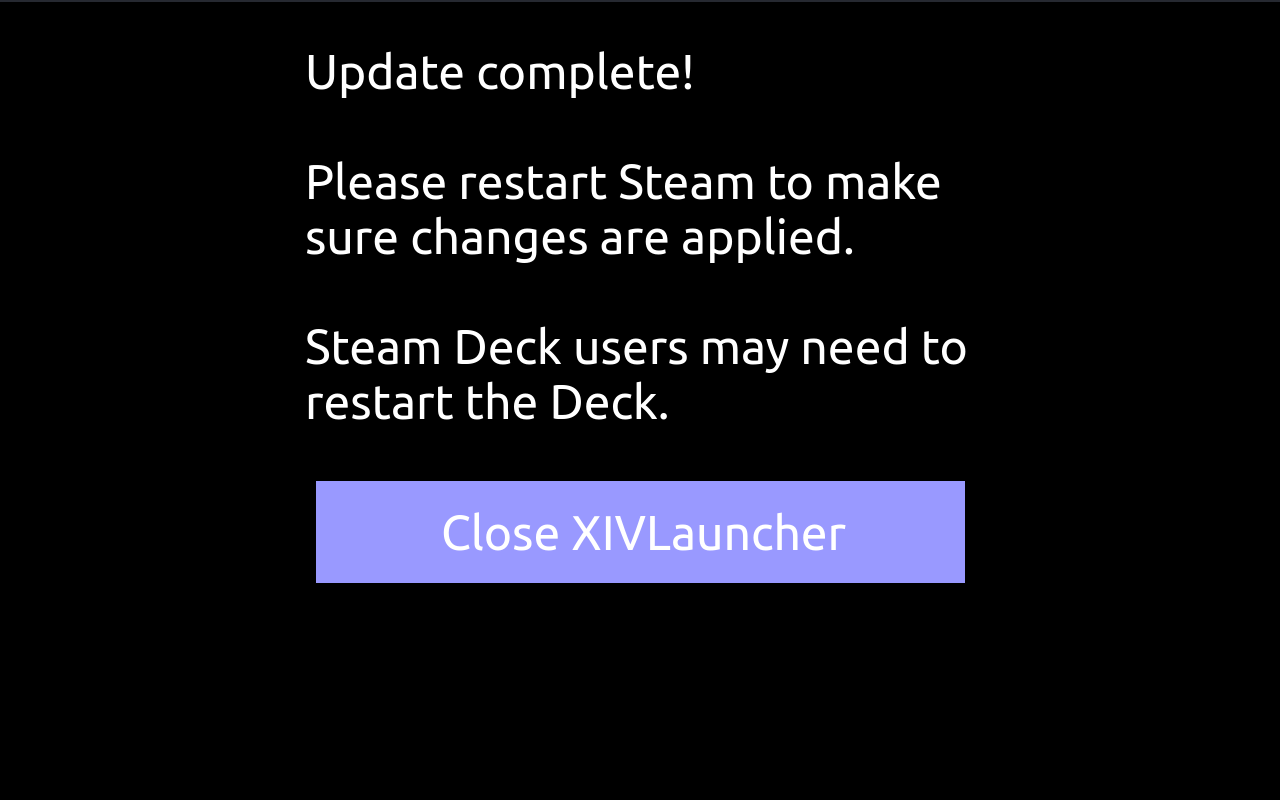 Update complete!
Please restart Steam to make
sure changes are applied.
Steam Deck users may need to
restart the Deck.
Close XIVLauncher